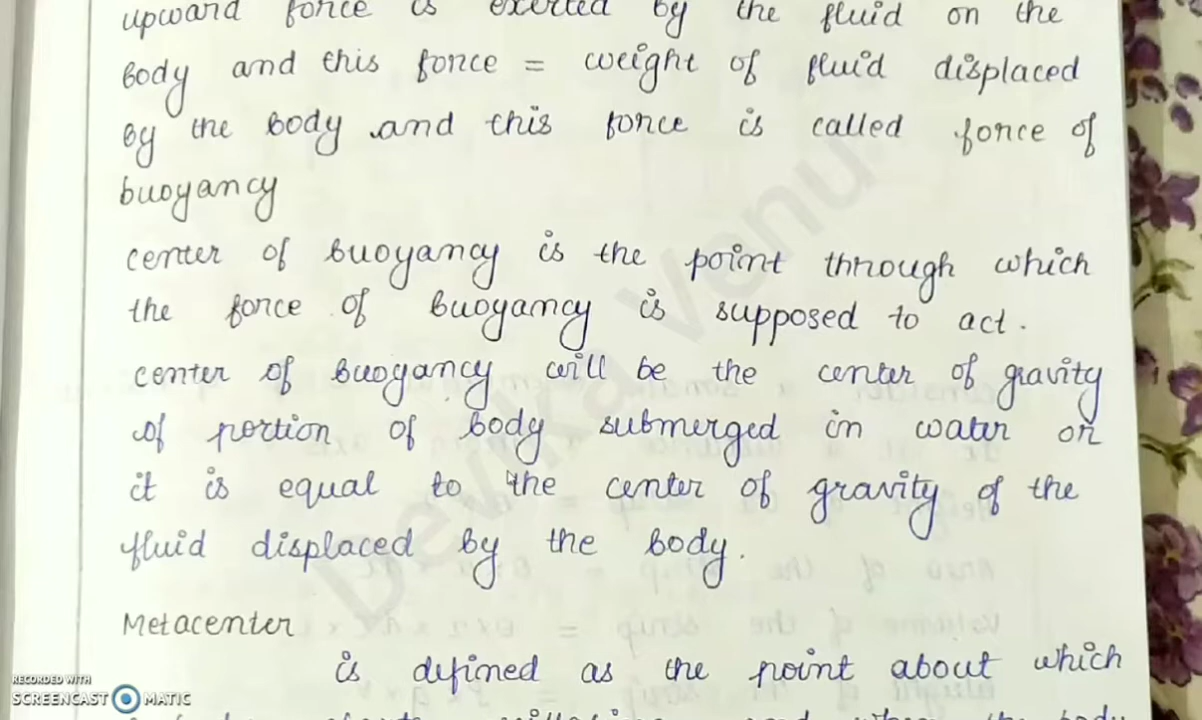 upward force is exerted by the fluid on the
body and this force = weight of fluid displaced
by the body and this force is called force of
buoyancy
center of buoyancy is the point through which
the force of buoyancy is supposed to act.
center of buoyancy will be the center of gravity
of portion of body submerged in water or
it is equal to the center of gravity of the
fluid displaced by the body.
Metacenter
is defined as the point about which
the body
Devika Venu
RECORDED WITH
SCREENCAST MATIC